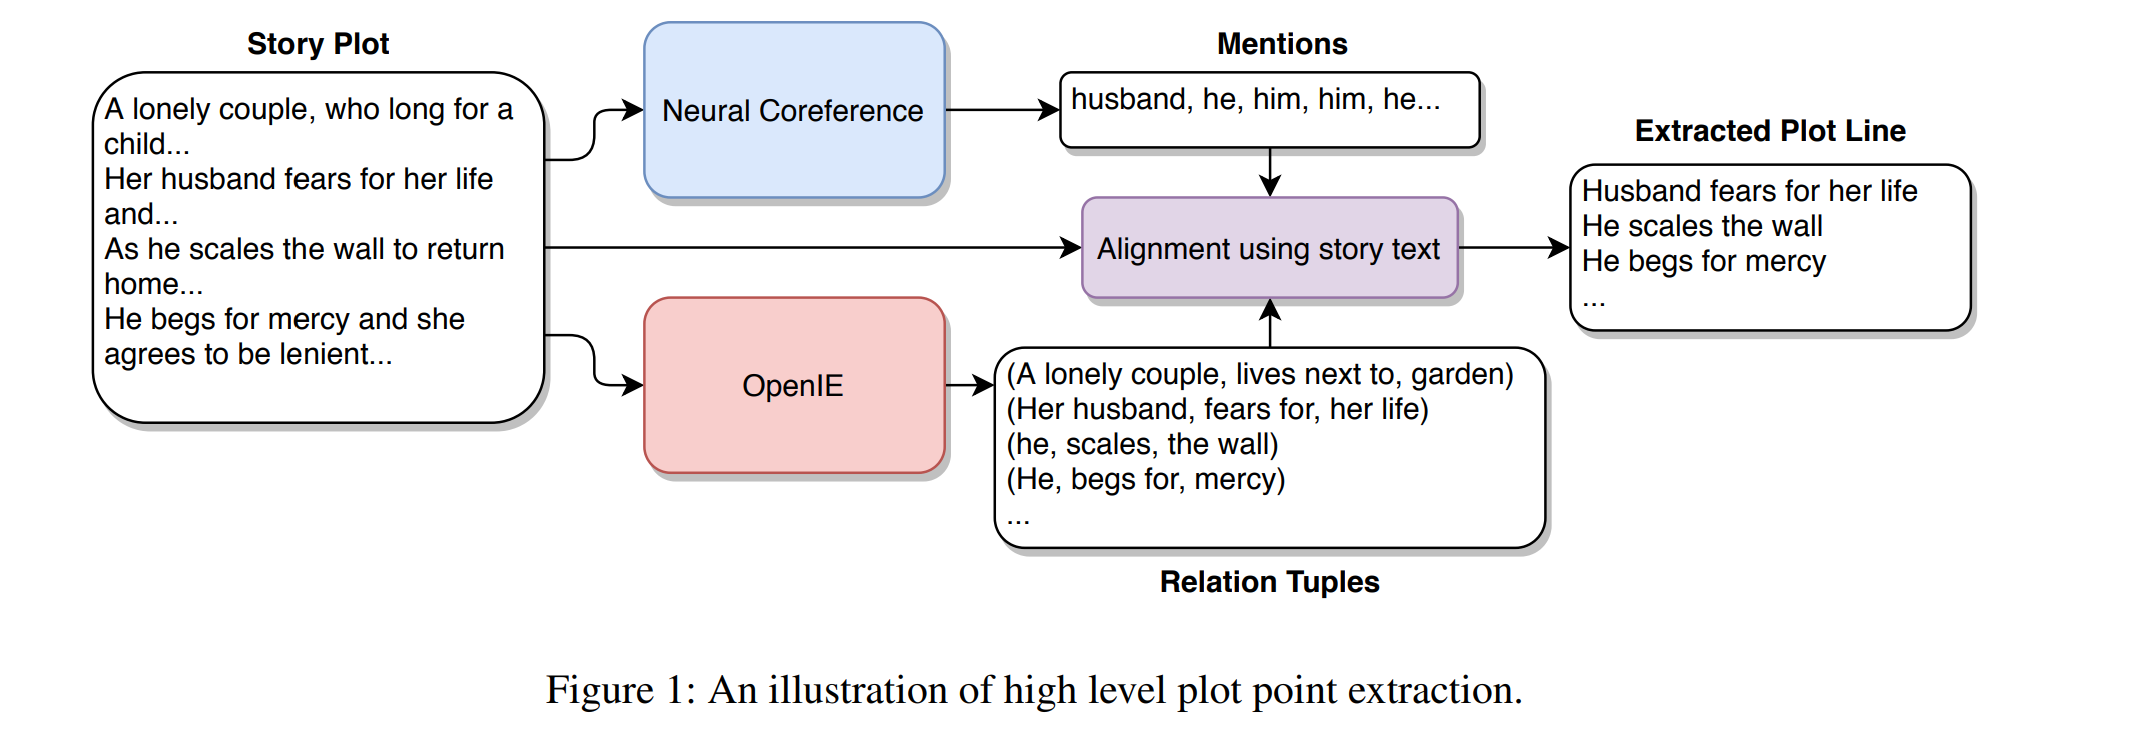 Story Plot
A lonely couple, who long for a
child...
Her husband fears for her life
and...
As he scales the wall to return
home...
He begs for mercy and she
agrees to be lenient...
Neural Coreference
OpenIE
Mentions
husband, he, him, him, he...
Alignment using story text
(A lonely couple, lives next to, garden)
(Her husband, fears for, her life)
(he, scales, the wall)
(He, begs for, mercy)
...
Relation Tuples
Extracted Plot Line
Husband fears for her life
He scales the wall
He begs for mercy
...
Figure 1: An illustration of high level plot point extraction.